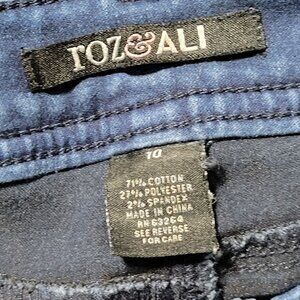 roz&ALI
10
71% COTTON
27% POLYESTER
2% SPANDEX
MADE IN CHINA
RN 63264
SEE REVERSE
FOR CARE